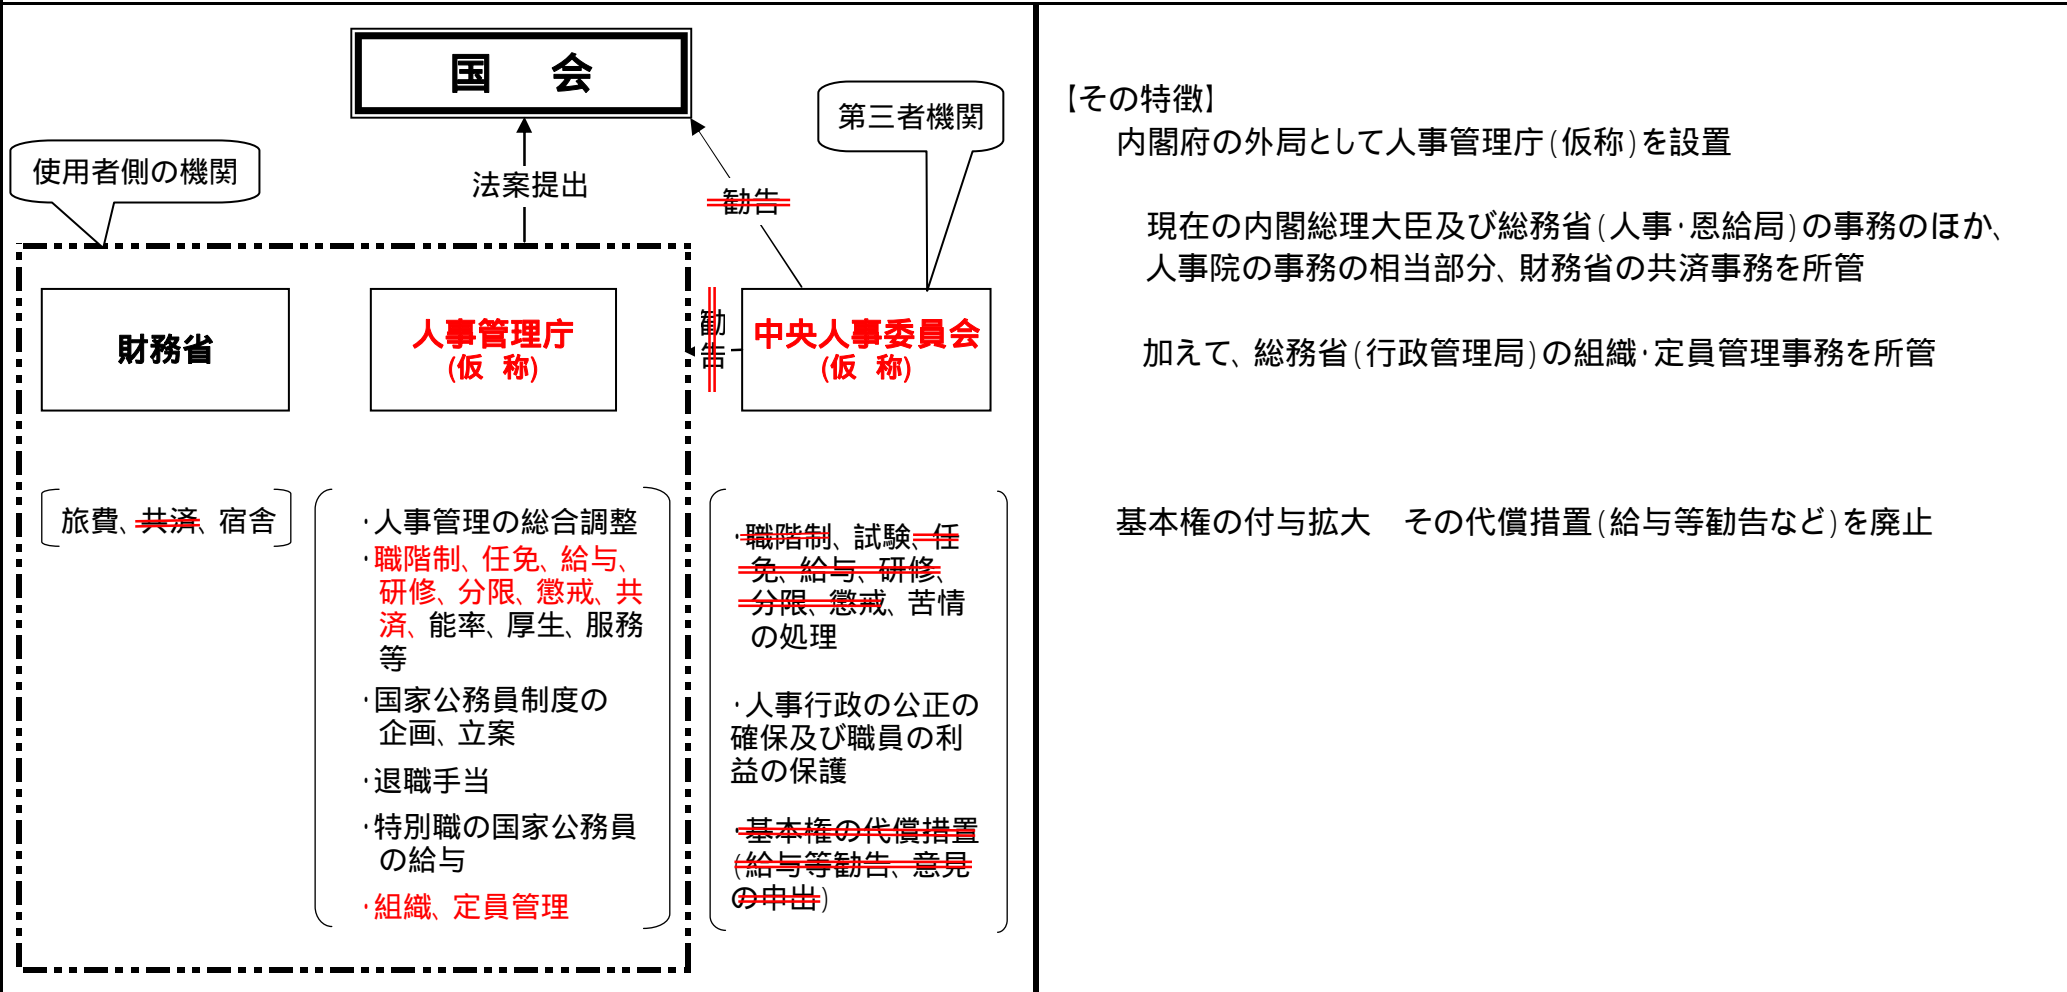 国　会
第三者機関
使用者側の機関
法案提出
勧告
財務省
人事管理庁
(仮 称)
勧告
中央人事委員会
(仮 称)
旅費、共済、宿舎
・人事管理の総合調整
・職階制、任免、給与、
研修、分限、懲戒、共
済、能率、厚生、服務
等
・国家公務員制度の
企画、立案
・退職手当
・特別職の国家公務員
の給与
・組織、定員管理
・職階制、試験、任
免、給与、研修、
分限、懲戒、苦情
の処理
・人事行政の公正の
確保及び職員の利
益の保護
・基本権の代償措置
(給与等勧告、意見
の申出)
【その特徴】
内閣府の外局として人事管理庁(仮称)を設置
現在の内閣総理大臣及び総務省(人事・恩給局)の事務のほか、
人事院の事務の相当部分、財務省の共済事務を所管
加えて、総務省(行政管理局)の組織・定員管理事務を所管
基本権の付与拡大　その代償措置(給与等勧告など)を廃止